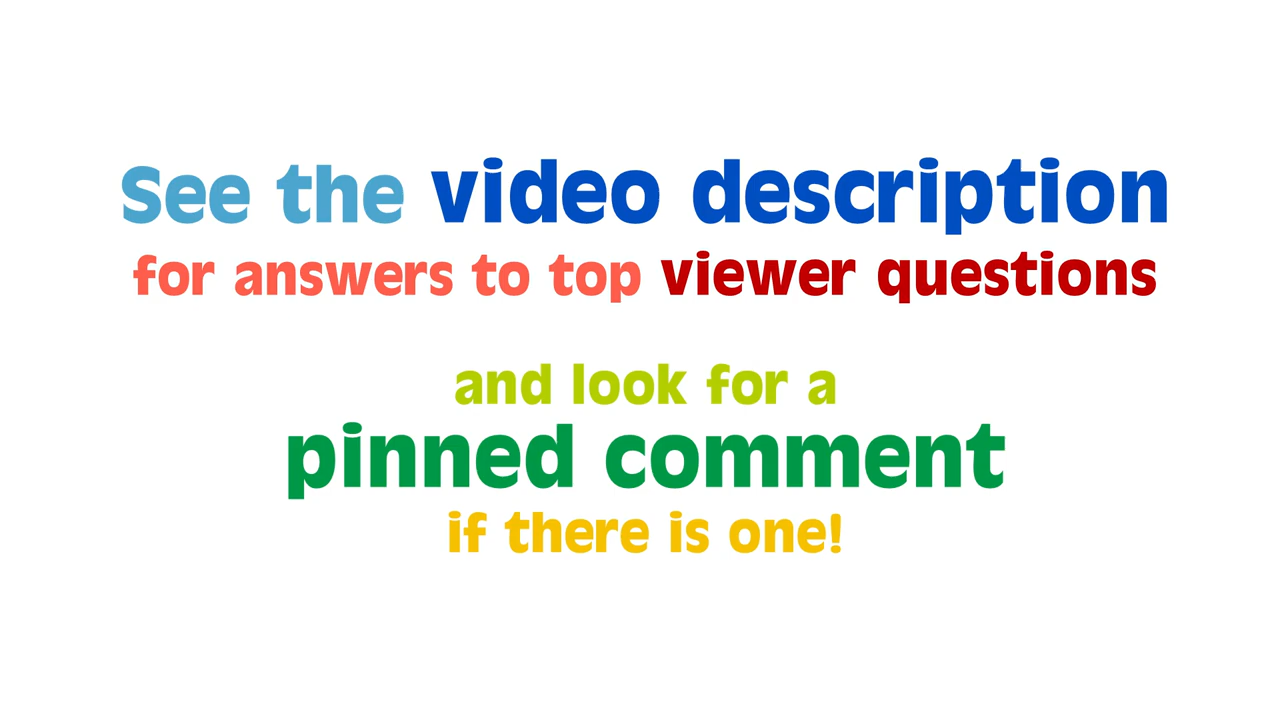 See the video description
for answers to top viewer questions
and look for a
pinned comment
if there is one!